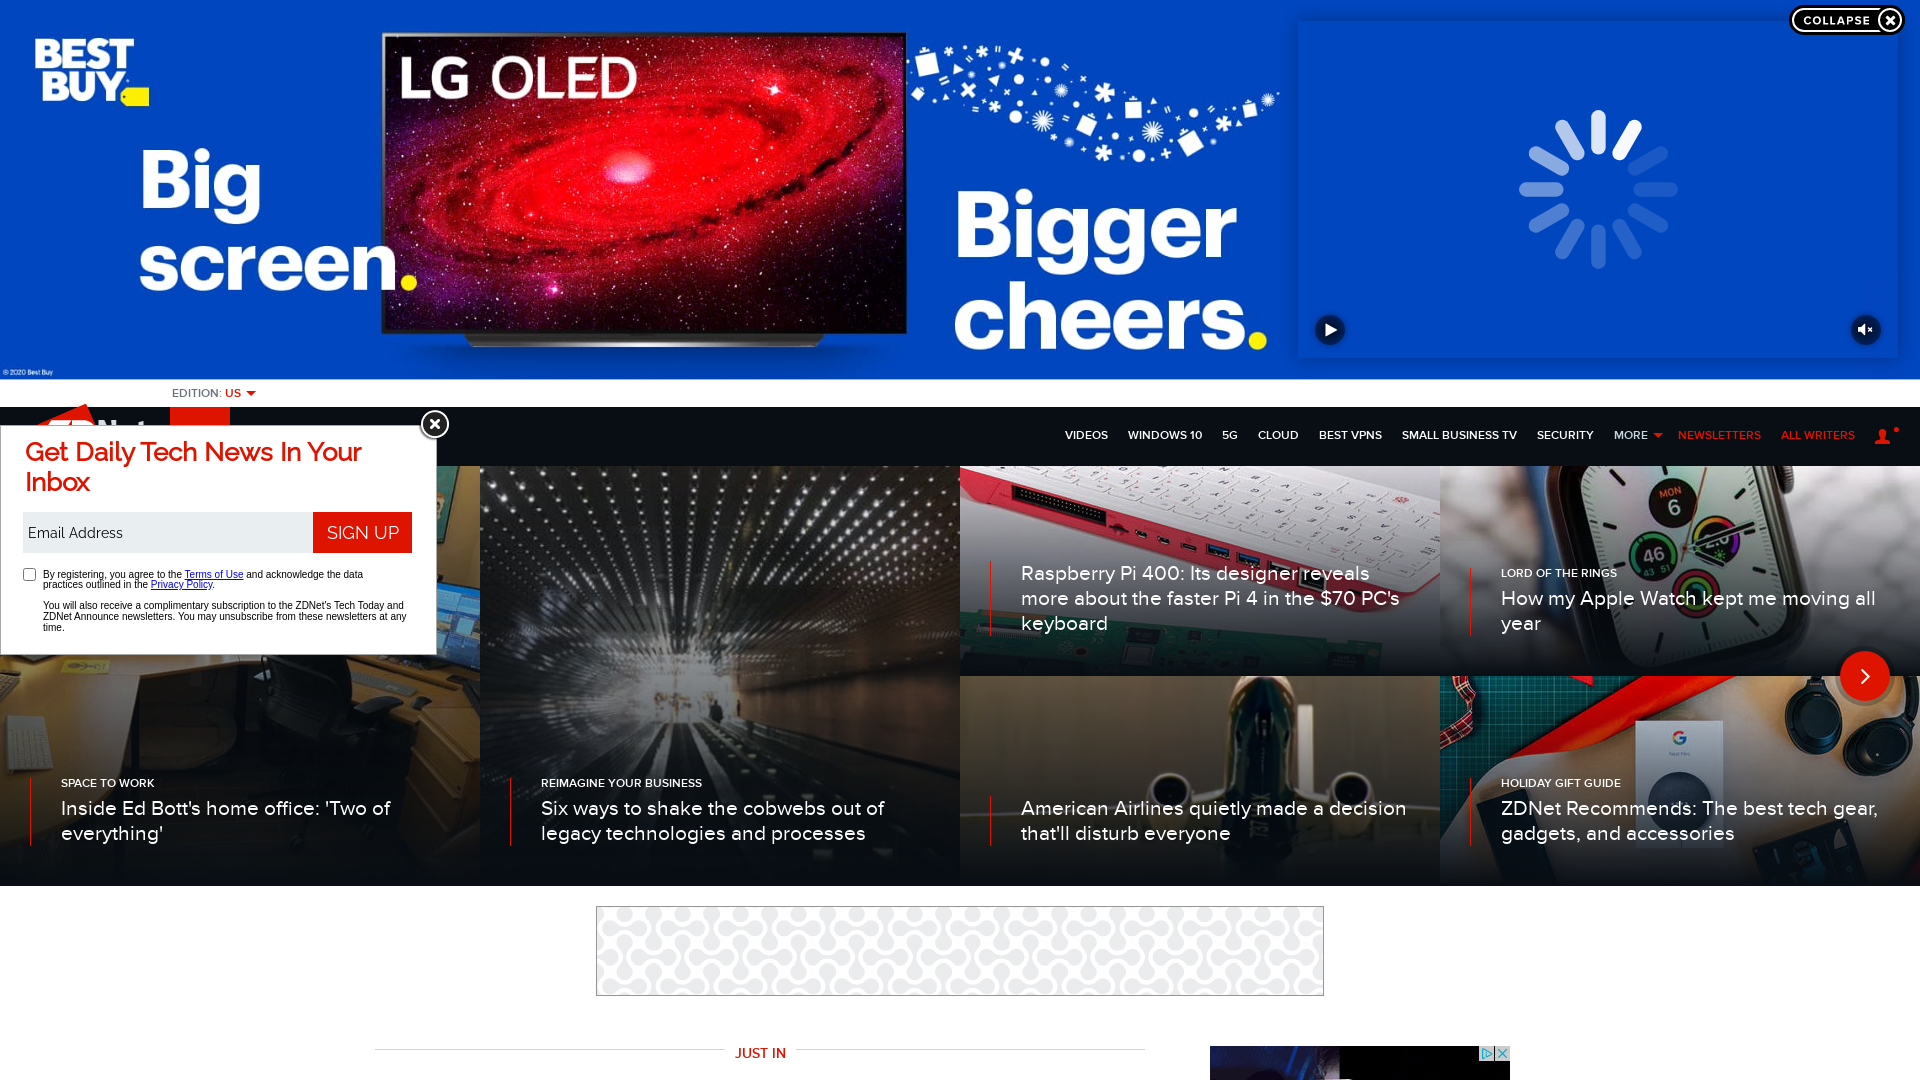 COLLAPSE
BEST
BUY
LG OLED
Big
screen.
Bigger
cheers.
© 2020 Best Buy
EDITION: US
VIDEOS
WINDOWS 10
5G
CLOUD
BEST VPNS
SMALL BUSINESS TV
SECURITY
MORE
NEWSLETTERS
ALL WRITERS
Get Daily Tech News In Your
Inbox
Email Address
SIGN UP
By registering, you agree to the Terms of Use and acknowledge the data
practices outlined in the Privacy Policy.
You will also receive a complimentary subscription to the ZDNet's Tech Today and
ZDNet Announce newsletters. You may unsubscribe from these newsletters at any
time.
MON
6
46
Raspberry Pi 400: Its designer reveals
more about the faster Pi 4 in the $70 PC's
keyboard
LORD OF THE RINGS
How my Apple Watch kept me moving all
year
SPACE TO WORK
Inside Ed Bott's home office: 'Two of
everything'
REIMAGINE YOUR BUSINESS
Six ways to shake the cobwebs out of
legacy technologies and processes
American Airlines quietly made a decision
that'll disturb everyone
HOLIDAY GIFT GUIDE
ZDNet Recommends: The best tech gear,
gadgets, and accessories
JUST IN